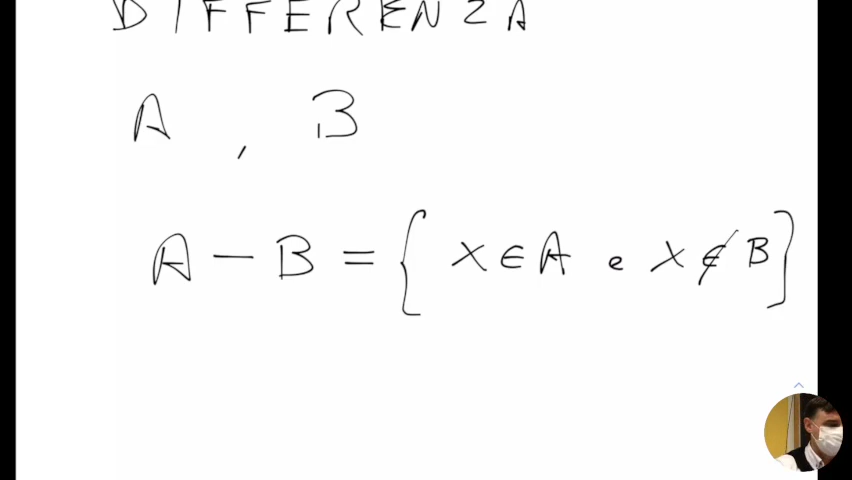 DIFFERENZA
A , B
A - B = { X ∈ A e X ∉ B }